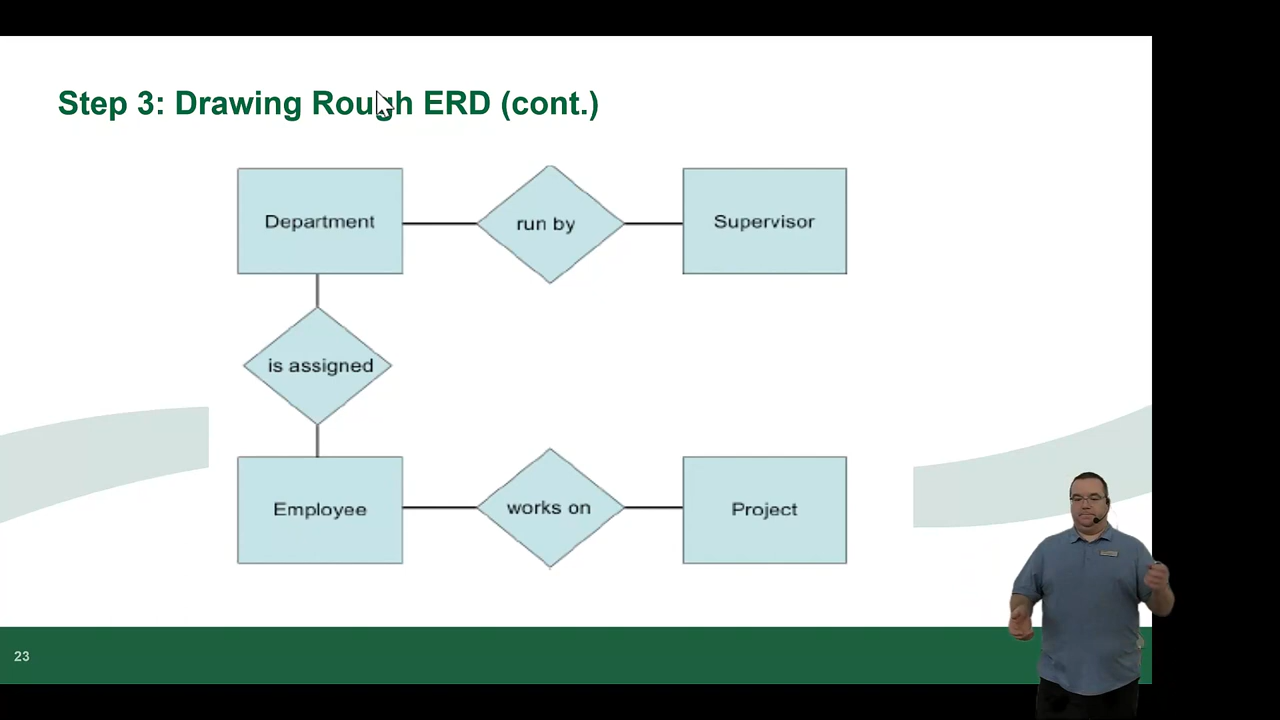 Step 3: Drawing Rough ERD (cont.)
Department
run by
Supervisor
is assigned
Employee
works on
Project
23